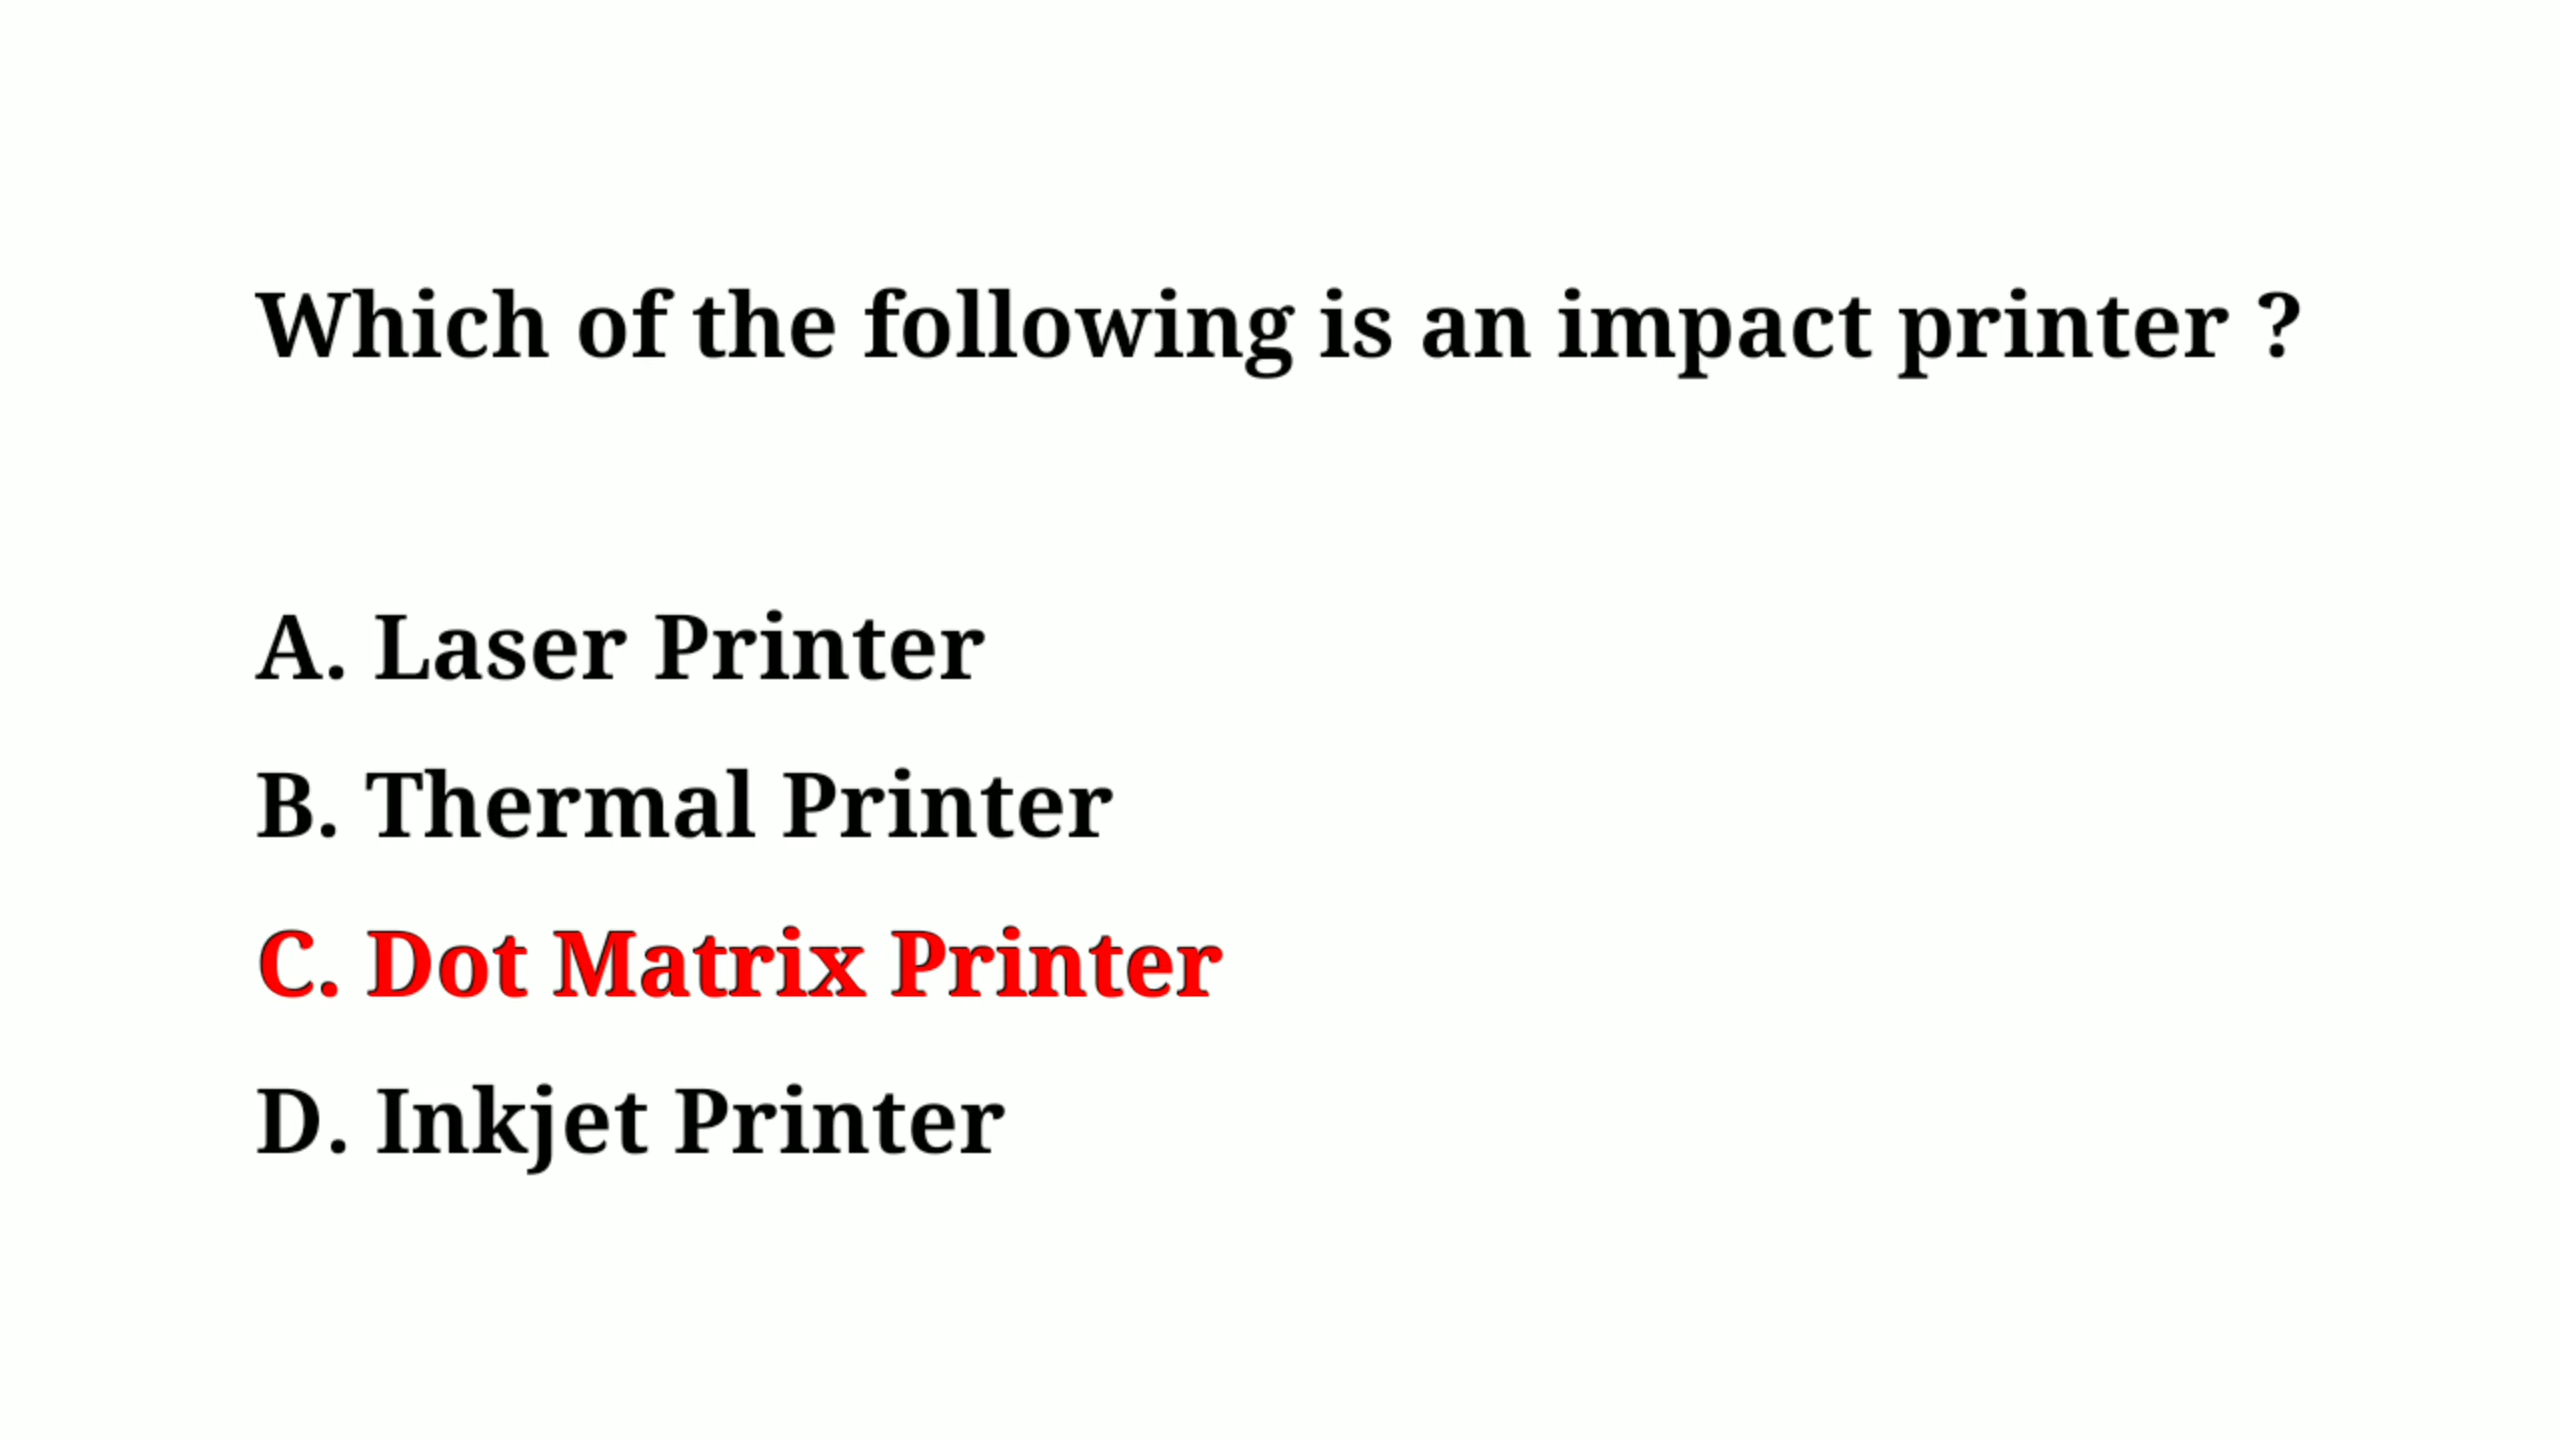 Which of the following is an impact printer ?
A. Laser Printer
B. Thermal Printer
C. Dot Matrix Printer
D. Inkjet Printer